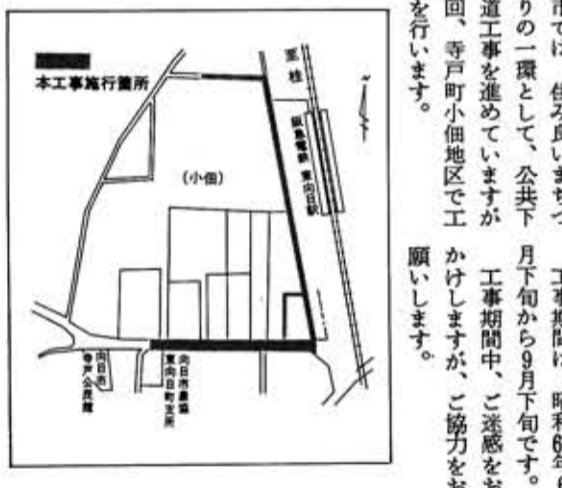 市では、住み良いまちづ
りの一環として、公共下
道工事を進めていますが
回、寺戸町小佃地区で工
を行います。
工事期間は、昭和
月下旬から9月下旬です。
工事期間中、ご迷惑をお
かけしますが、ご協力をお
願いします。
本工事施行箇所
至桂
阪急電鉄 東向日駅
(小佃)
向日市農協
東向日町支所
向日市
寺戸公民館